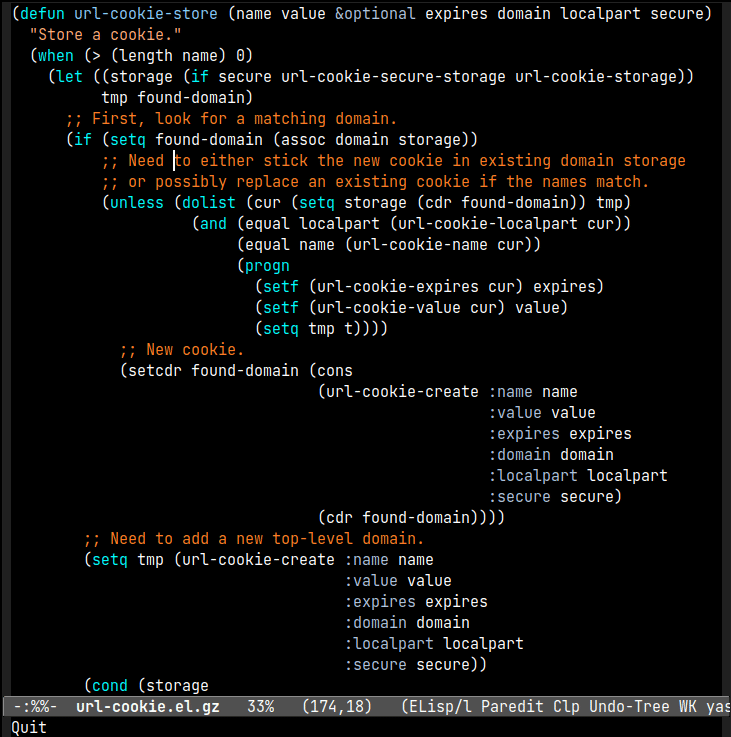 (defun url-cookie-store (name value &optional expires domain localpart secure)
  "Store a cookie."
  (when (> (length name) 0)
    (let ((storage (if secure url-cookie-secure-storage url-cookie-storage))
          tmp found-domain)
      ;; First, look for a matching domain.
      (if (setq found-domain (assoc domain storage))
          ;; Need to either stick the new cookie in existing domain storage
          ;; or possibly replace an existing cookie if the names match.
          (unless (dolist (cur (setq storage (cdr found-domain)) tmp)
                    (and (equal localpart (url-cookie-localpart cur))
                         (equal name (url-cookie-name cur))
                         (progn
                           (setf (url-cookie-expires cur) expires)
                           (setf (url-cookie-value cur) value)
                           (setq tmp t))))
            ;; New cookie.
            (setcdr found-domain (cons
                                  (url-cookie-create :name name
                                                     :value value
                                                     :expires expires
                                                     :domain domain
                                                     :localpart localpart
                                                     :secure secure)
                                  (cdr found-domain))))
        ;; Need to add a new top-level domain.
        (setq tmp (url-cookie-create :name name
                                     :value value
                                     :expires expires
                                     :domain domain
                                     :localpart localpart
                                     :secure secure))
        (cond (storage
-:%%-  url-cookie.el.gz   33%   (174,18)   (ELisp/l Paredit Clp Undo-Tree WK yas
Quit